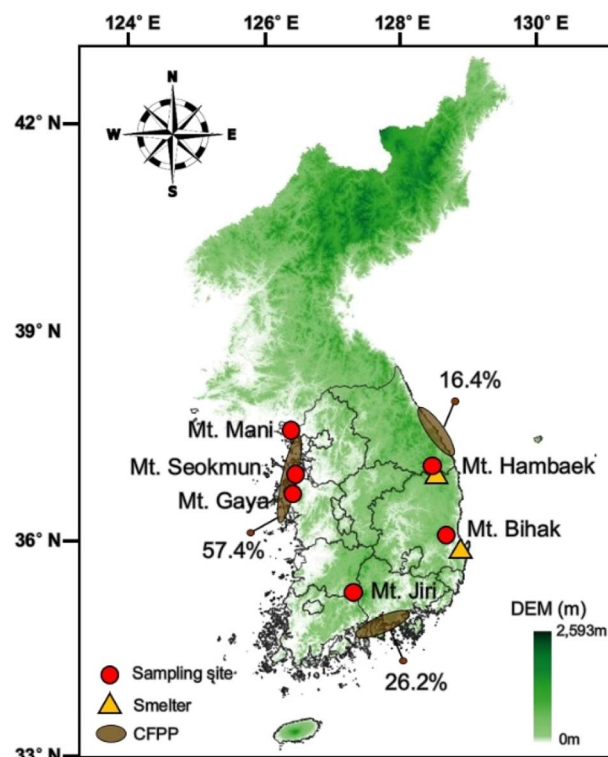 124° E 126° E 128° E 130° E
N
W E
S
42° N
39° N
36° N
33° N
16.4%
Mt. Mani
Mt. Seokmun
Mt. Hambaek
Mt. Gaya
Mt. Bihak
57.4%
Mt. Jiri
26.2%
DEM (m)
2,593m
0m
Sampling site
Smelter
CFPP